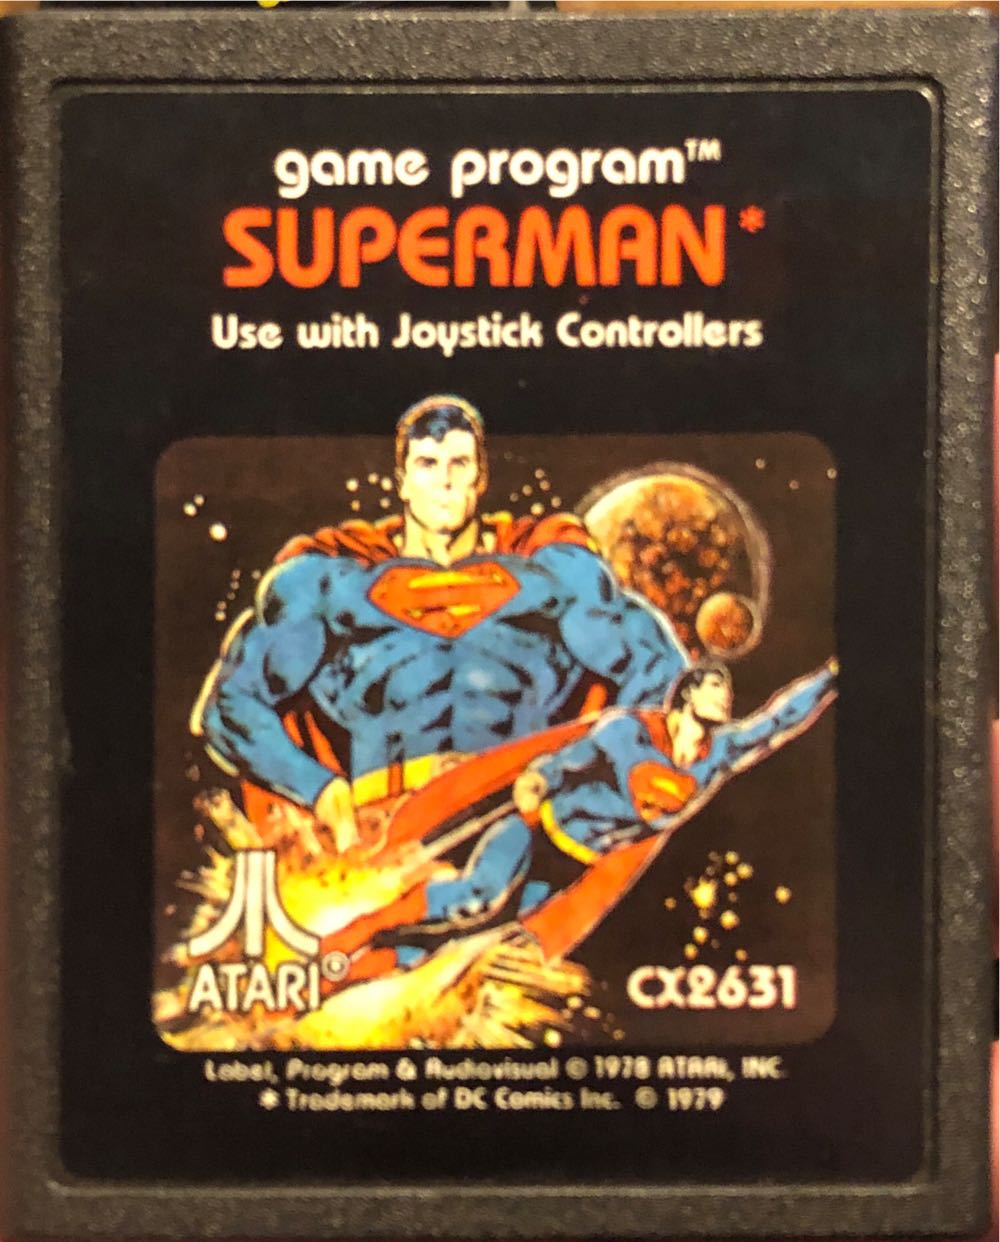 game program™
SUPERMAN*
Use with Joystick Controllers
ATARI®
CX2631
Label, Program & Audiovisual © 1978 ATARI, INC.
* Trademark of DC Comics Inc. © 1979